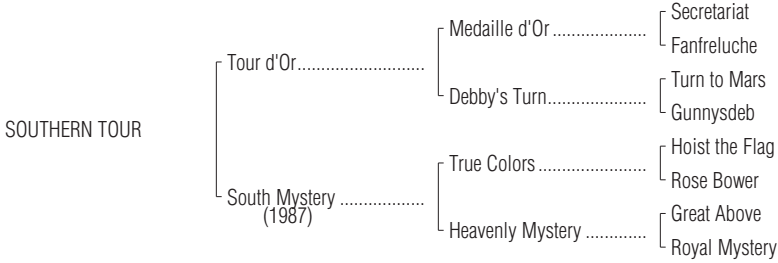 Secretariat
Medaille d'Or ......................
Fanfreluche
Tour d'Or..............................
Turn to Mars
Debby's Turn.......................
Gunnysdeb
SOUTHERN TOUR
Hoist the Flag
True Colors .........................
Rose Bower
South Mystery ....................
(1987)
Great Above
Heavenly Mystery ..............
Royal Mystery